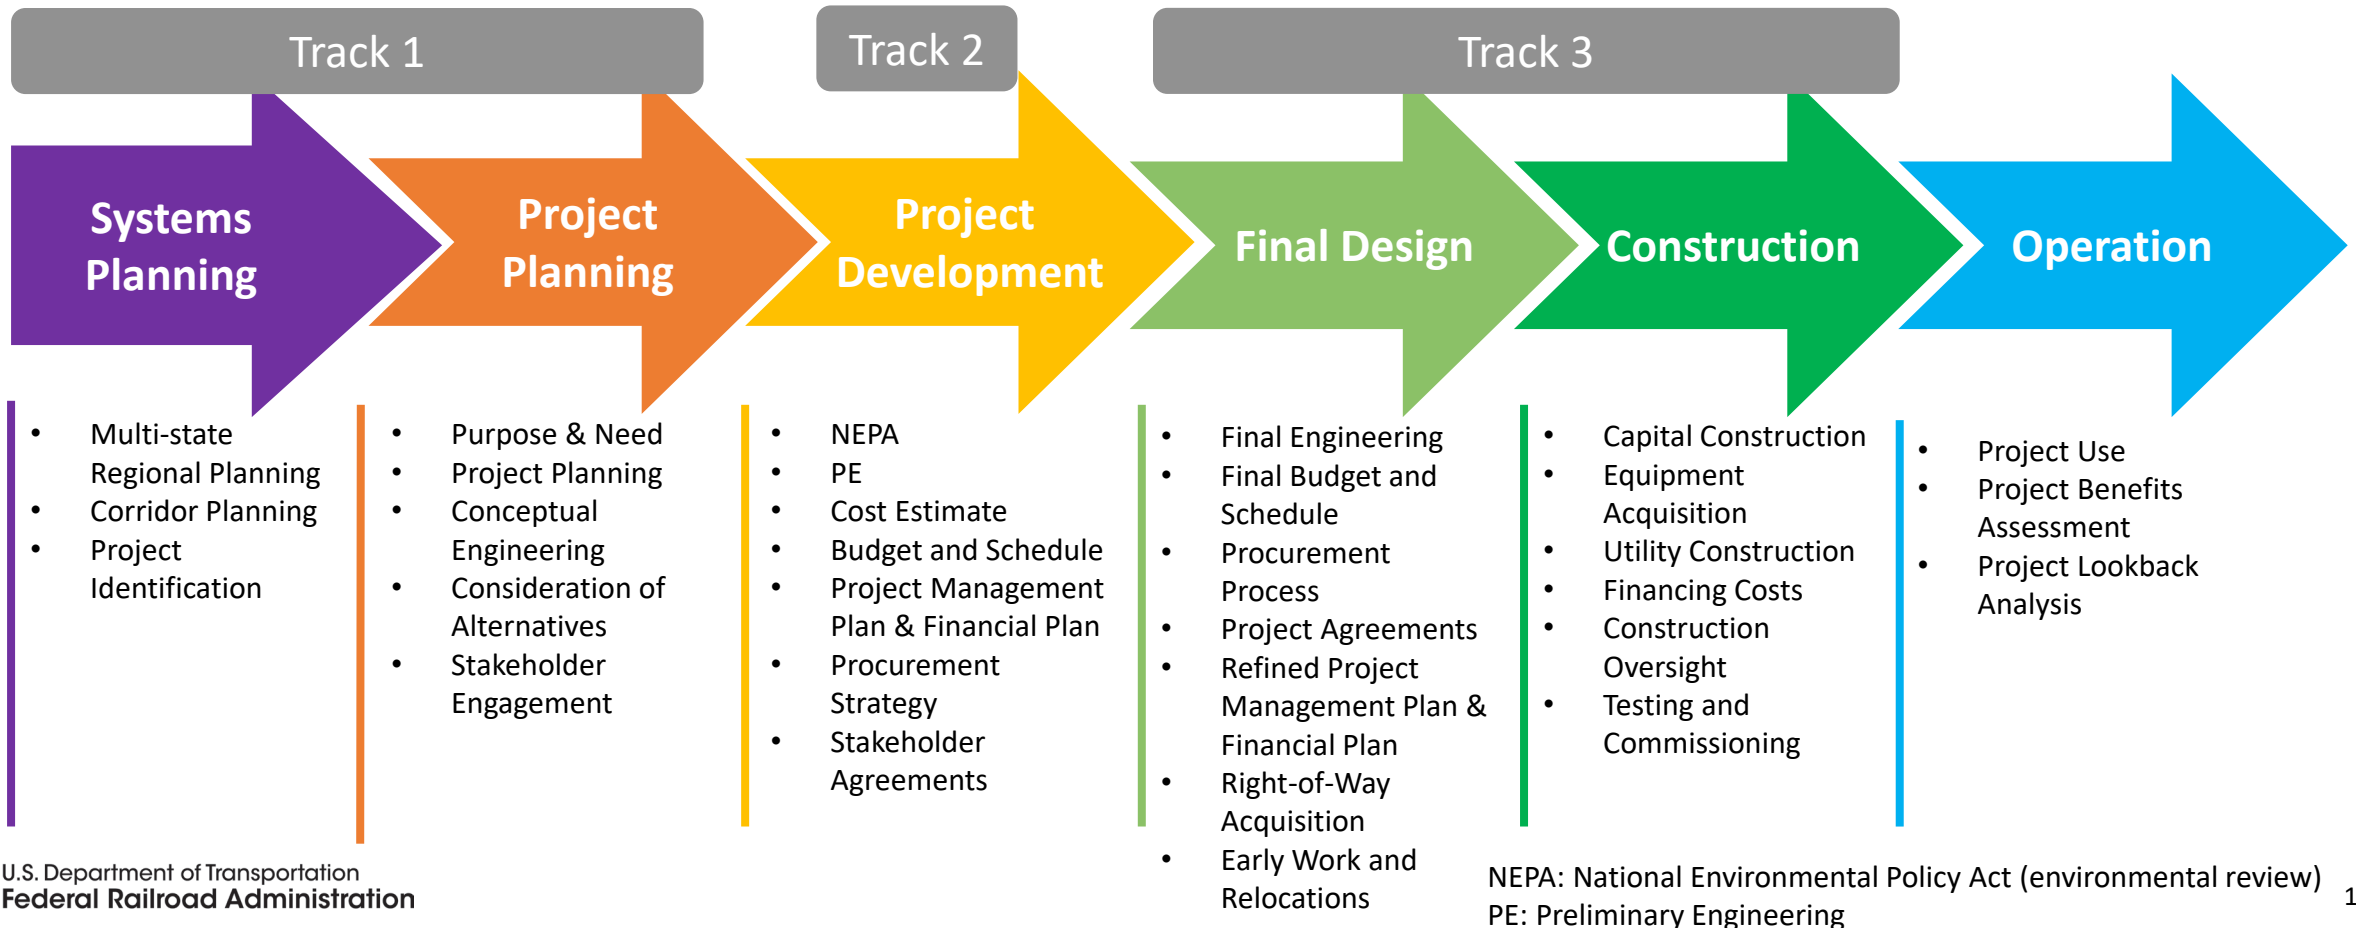 Track 1
Track 2
Track 3
Systems
Planning
Project
Planning
Project
Development
Final Design
Construction
Operation
• Multi-state
Regional Planning
• Corridor Planning
• Project
Identification
• Purpose & Need
• Project Planning
• Conceptual
Engineering
• Consideration of
Alternatives
• Stakeholder
Engagement
• NEPA
• PE
• Cost Estimate
• Budget and Schedule
• Project Management
Plan & Financial Plan
• Procurement
Strategy
• Stakeholder
Agreements
• Final Engineering
• Final Budget and
Schedule
• Procurement
Process
• Project Agreements
• Refined Project
Management Plan &
Financial Plan
• Right-of-Way
Acquisition
• Early Work and
Relocations
• Capital Construction
• Equipment
Acquisition
• Utility Construction
• Financing Costs
• Construction
Oversight
• Testing and
Commissioning
• Project Use
• Project Benefits
Assessment
• Project Lookback
Analysis
U.S. Department of Transportation
Federal Railroad Administration
NEPA: National Environmental Policy Act (environmental review)
PE: Preliminary Engineering
1